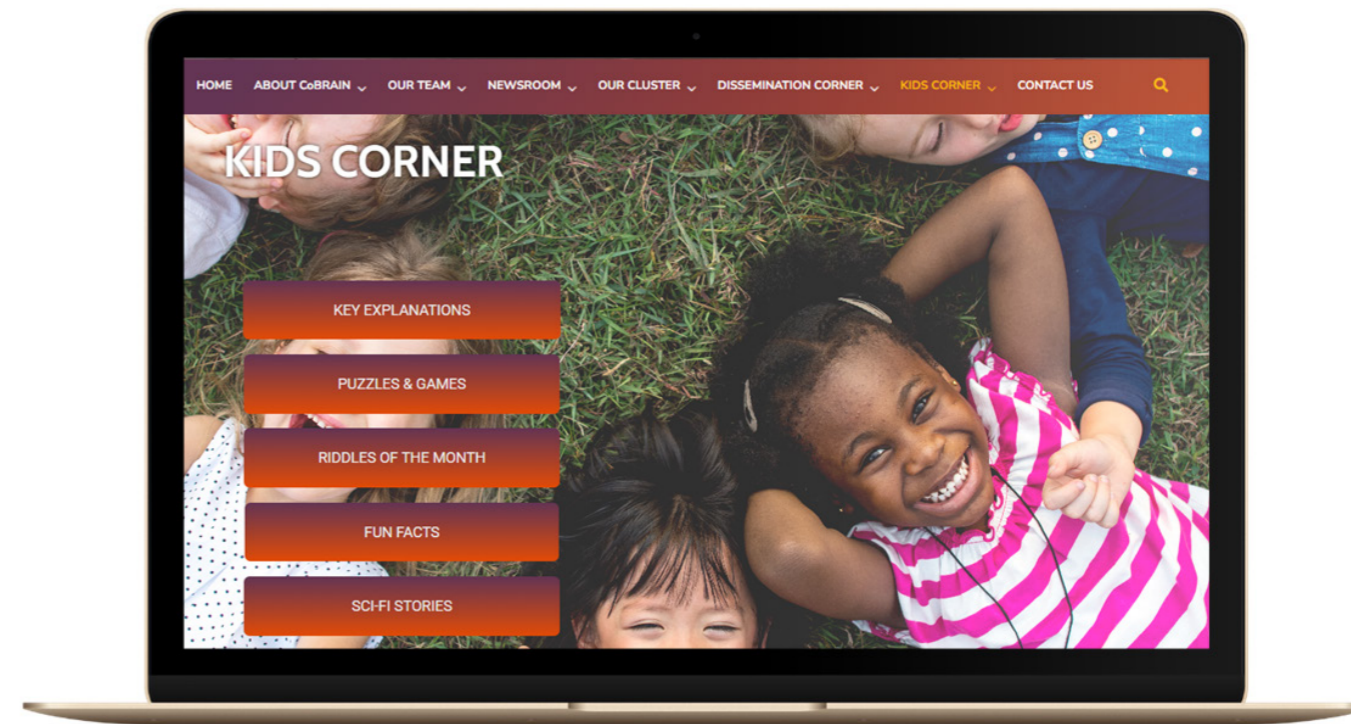 HOME ABOUT CoBRAIN OUR TEAM NEWSROOM OUR CLUSTER DISSEMINATION CORNER KIDS CORNER CONTACT US
KIDS CORNER
KEY EXPLANATIONS
PUZZLES & GAMES
RIDDLES OF THE MONTH
FUN FACTS
SCI-FI STORIES